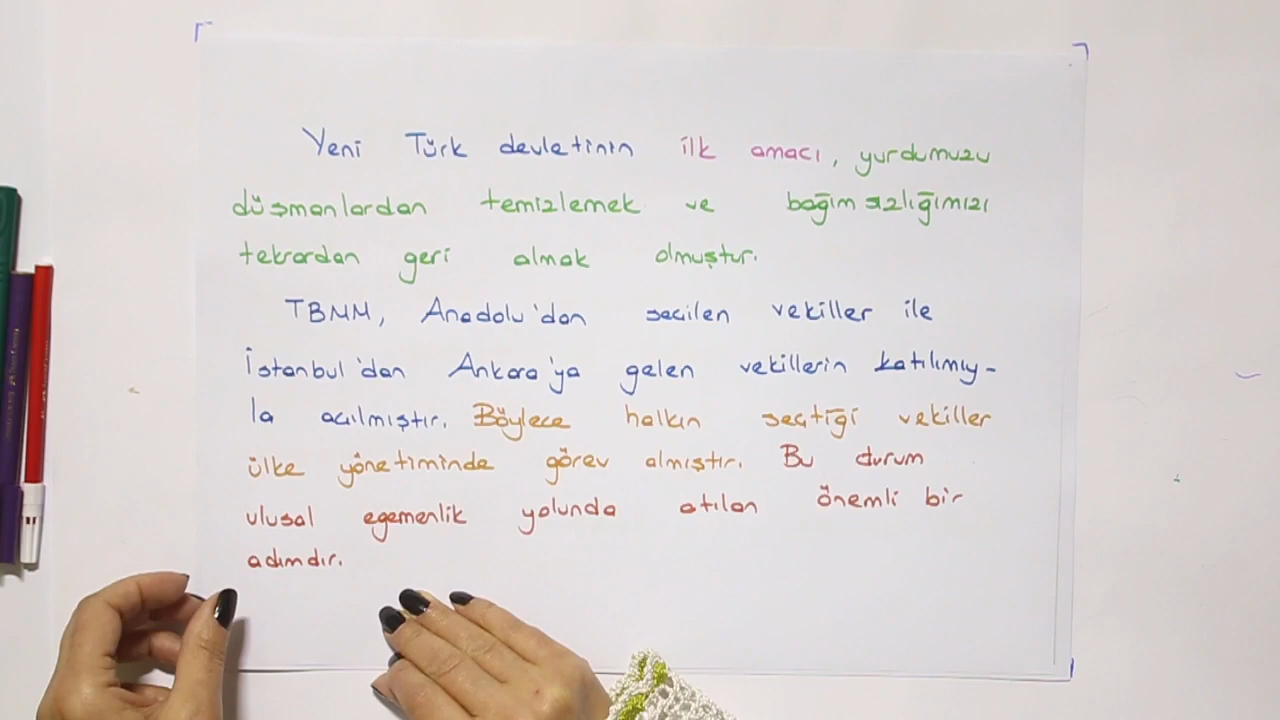 Yeni Türk devletinin ilk amacı, yurdumuzu
düşmanlardan temizlemek ve bağımsızlığımızı
tekrardan geri almak olmuştur.
TBMM, Anadolu'dan seçilen vekiller ile
İstanbul'dan Ankara'ya gelen vekillerin katılımıy-
la açılmıştır. Böylece halkın seçtiği vekiller
ülke yönetiminde görev almıştır. Bu durum
ulusal egemenlik yolunda atılan önemli bir
adımdır.